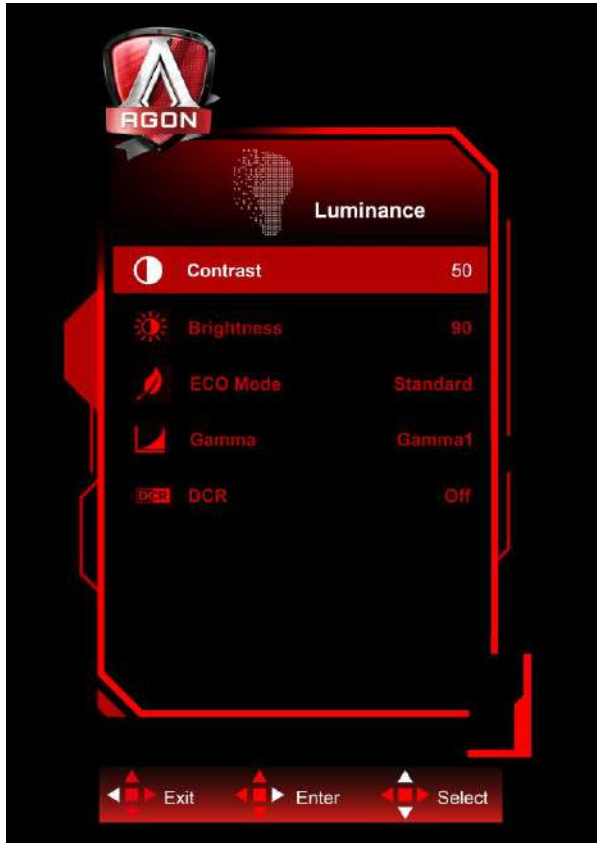 AGON
Luminance
Contrast 50
Brightness 90
ECO Mode Standard
Gamma Gamma1
DCR DCR Off
Exit Enter Select